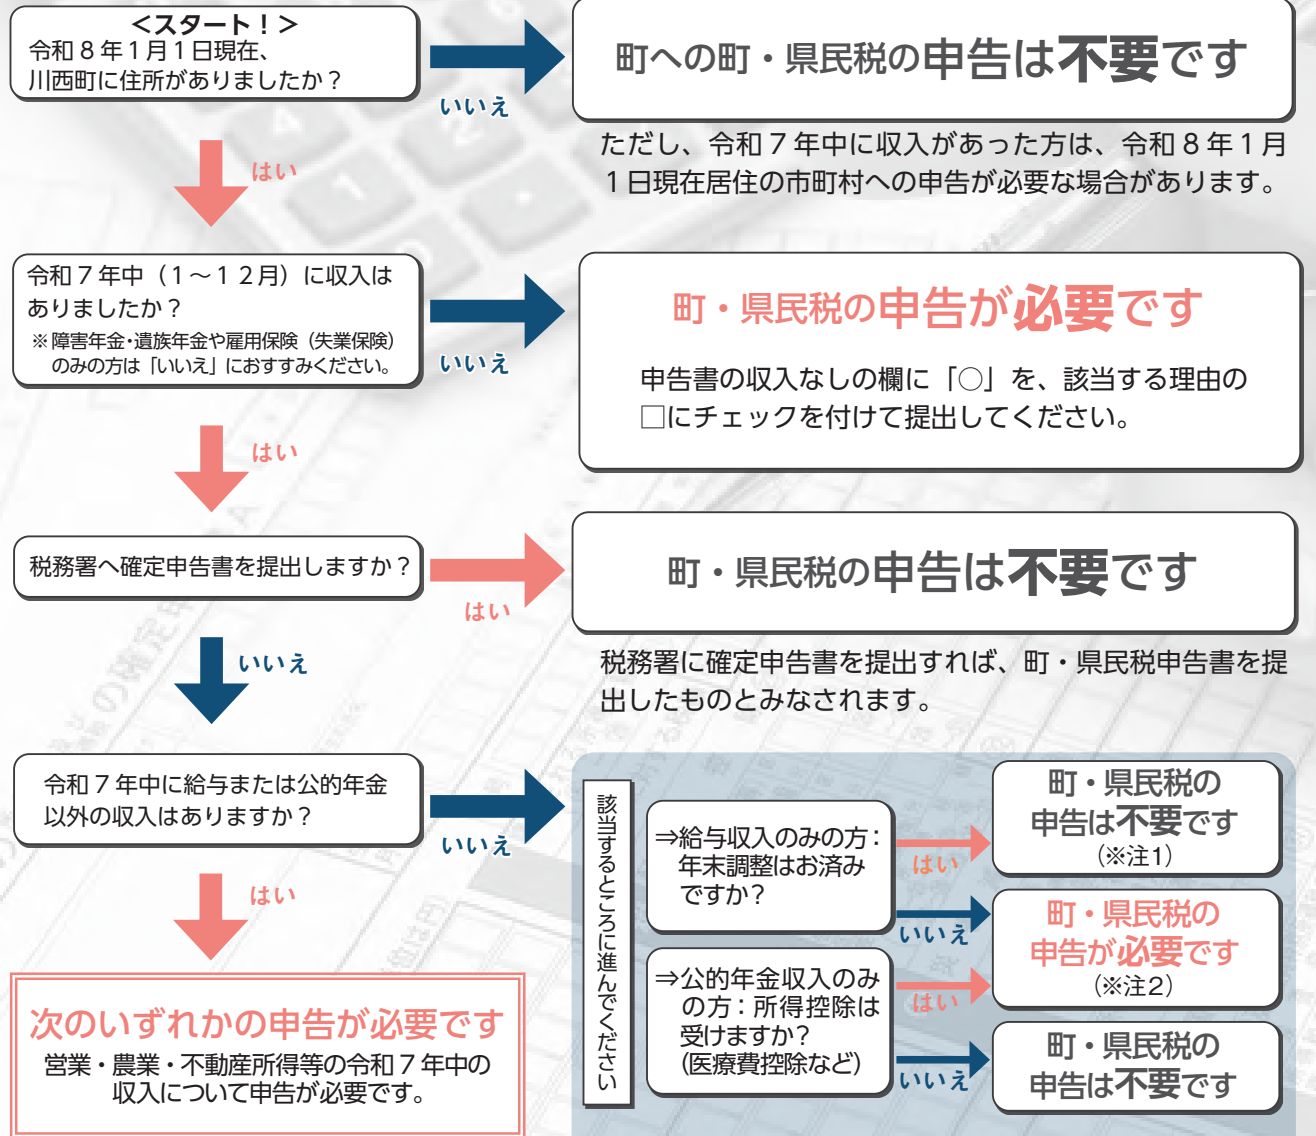 ＜スタート！＞
令和８年１月１日現在、
川西町に住所がありましたか？
いいえ
町への町・県民税の申告は不要です
ただし、令和７年中に収入があった方は、令和８年１月
１日現在居住の市町村への申告が必要な場合があります。
はい
令和７年中（１～１２月）に収入は
ありましたか？
※障害年金・遺族年金や雇用保険（失業保険）
のみの方は「いいえ」におすすみください。
いいえ
町・県民税の申告が必要です
申告書の収入なしの欄に「○」を、該当する理由の
□にチェックを付けて提出してください。
はい
税務署へ確定申告書を提出しますか？
はい
町・県民税の申告は不要です
税務署に確定申告書を提出すれば、町・県民税申告書を提
出したものとみなされます。
いいえ
令和７年中に給与または公的年金
以外の収入はありますか？
いいえ
該当するところに進んでください
⇒給与収入のみの方：
年末調整はお済み
ですか？
はい
町・県民税の
申告は不要です
（※注1）
いいえ
町・県民税の
申告が必要です
（※注2）
⇒公的年金収入のみ
の方：所得控除は
受けますか？
（医療費控除など）
はい
いいえ
町・県民税の
申告は不要です
はい
次のいずれかの申告が必要です
営業・農業・不動産所得等の令和７年中の
収入について申告が必要です。